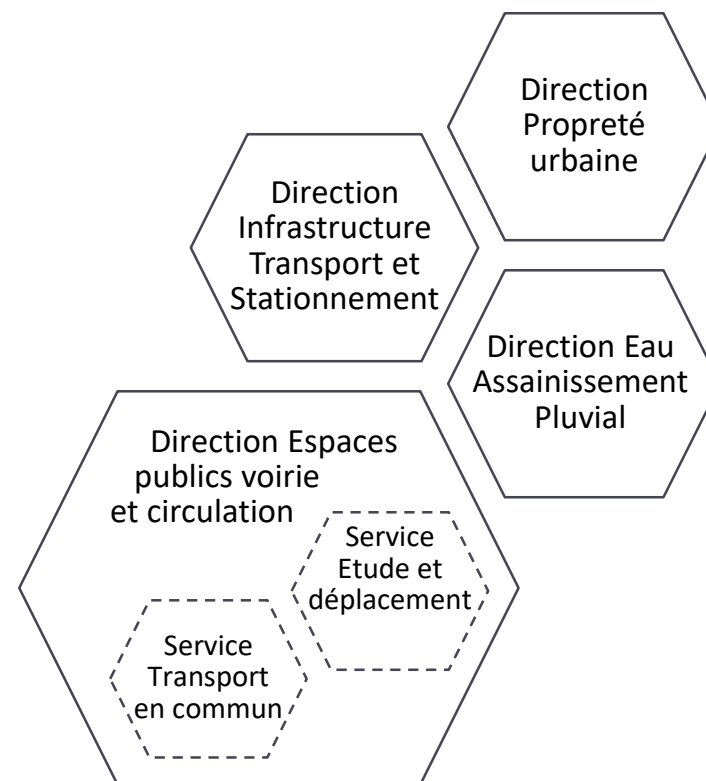 Direction
Propreté
urbaine
Direction
Infrastructure
Transport et
Stationnement
Direction Eau
Assainissement
Pluvial
Direction Espaces
publics voirie
et circulation
Service
Etude et
déplacement
Service
Transport
en commun